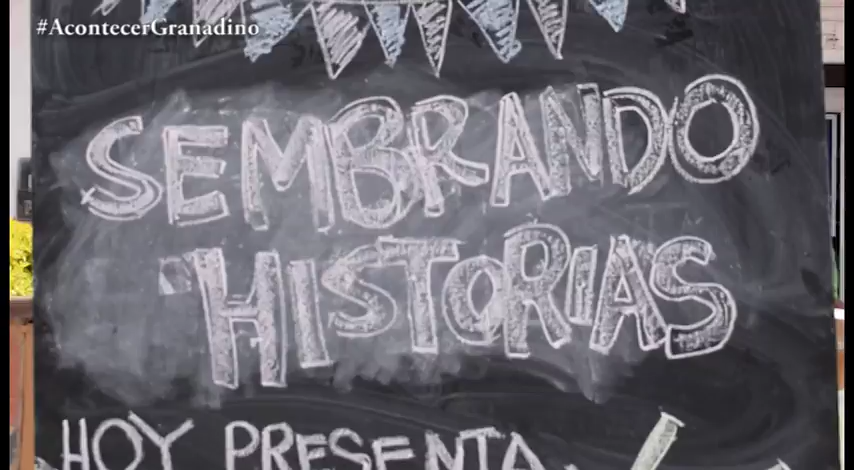 #AcontecerGranadino
SEMBRANDO
HISTORIAS
HOY PRESENTA